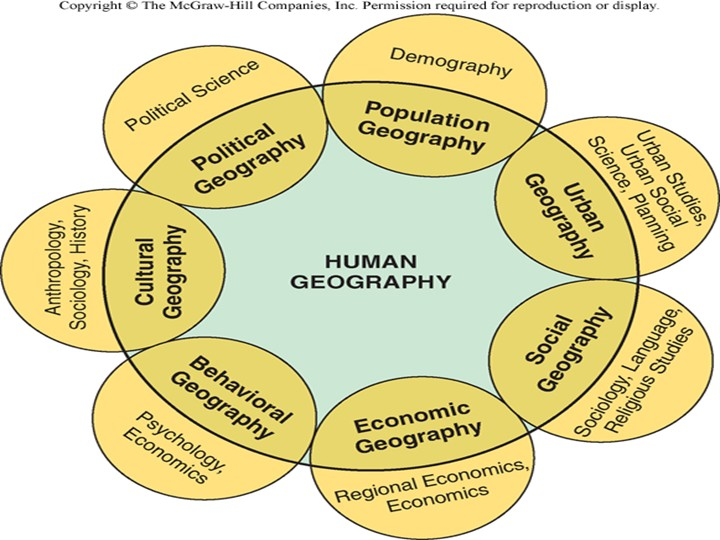 Copyright © The McGraw-Hill Companies, Inc. Permission required for reproduction or display.
Demography
Population
Geography
Political Science
Political
Geography
Urban Studies,
Urban Social
Science, Planning
Urban
Geography
Anthropology,
Sociology, History
Cultural
Geography
HUMAN
GEOGRAPHY
Social
Geography
Sociology, Language,
Religious Studies
Behavioral
Geography
Psychology,
Economics
Economic
Geography
Regional Economics,
Economics